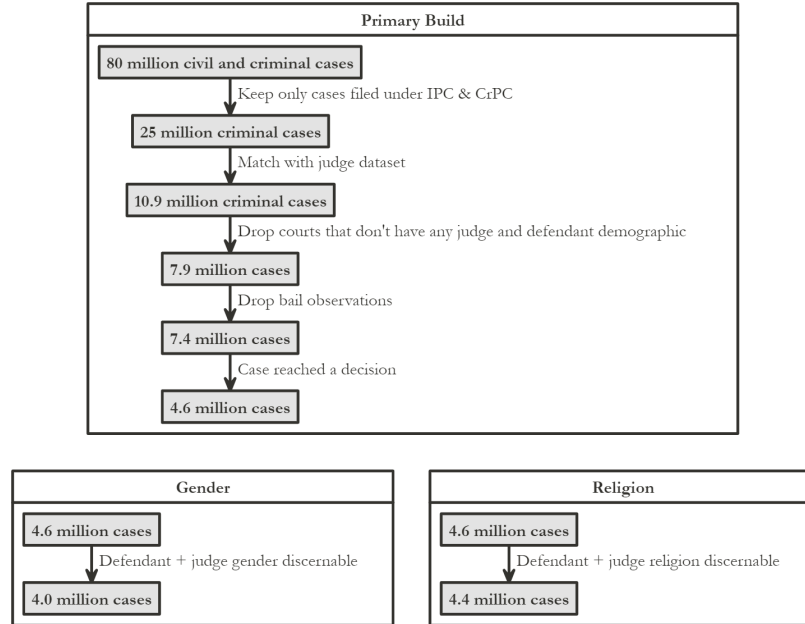 Primary Build
80 million civil and criminal cases
Keep only cases filed under IPC & CrPC
25 million criminal cases
Match with judge dataset
10.9 million criminal cases
Drop courts that don't have any judge and defendant demographic
7.9 million cases
Drop bail observations
7.4 million cases
Case reached a decision
4.6 million cases
Gender
4.6 million cases
Defendant + judge gender discernable
4.0 million cases
Religion
4.6 million cases
Defendant + judge religion discernable
4.4 million cases